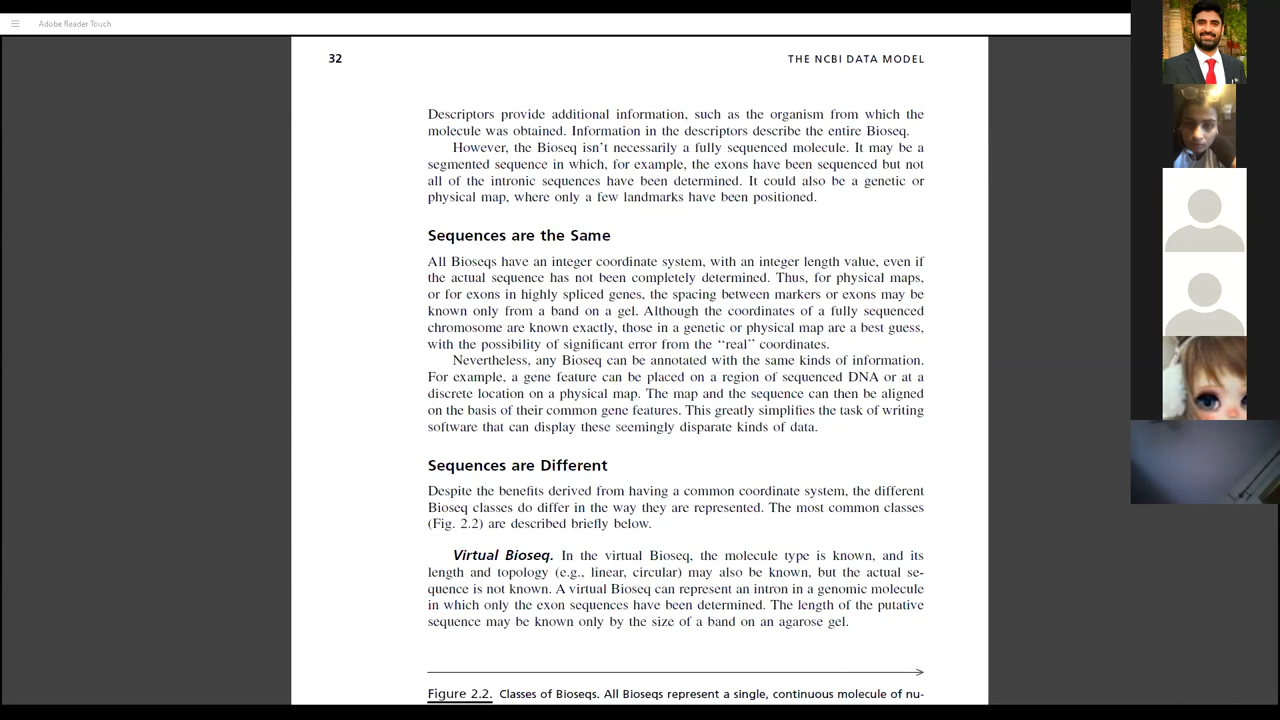 Adobe Reader Touch
32
THE NCBI DATA MODEL
Descriptors provide additional information, such as the organism from which the
molecule was obtained. Information in the descriptors describe the entire Bioseq.
However, the Bioseq isn't necessarily a fully sequenced molecule. It may be a
segmented sequence in which, for example, the exons have been sequenced but not
all of the intronic sequences have been determined. It could also be a genetic or
physical map, where only a few landmarks have been positioned.
Sequences are the Same
All Bioseqs have an integer coordinate system, with an integer length value, even if
the actual sequence has not been completely determined. Thus, for physical maps,
or for exons in highly spliced genes, the spacing between markers or exons may be
known only from a band on a gel. Although the coordinates of a fully sequenced
chromosome are known exactly, those in a genetic or physical map are a best guess,
with the possibility of significant error from the ‘‘real’’ coordinates.
Nevertheless, any Bioseq can be annotated with the same kinds of information.
For example, a gene feature can be placed on a region of sequenced DNA or at a
discrete location on a physical map. The map and the sequence can then be aligned
on the basis of their common gene features. This greatly simplifies the task of writing
software that can display these seemingly disparate kinds of data.
Sequences are Different
Despite the benefits derived from having a common coordinate system, the different
Bioseq classes do differ in the way they are represented. The most common classes
(Fig. 2.2) are described briefly below.
Virtual Bioseq. In the virtual Bioseq, the molecule type is known, and its
length and topology (e.g., linear, circular) may also be known, but the actual se-
quence is not known. A virtual Bioseq can represent an intron in a genomic molecule
in which only the exon sequences have been determined. The length of the putative
sequence may be known only by the size of a band on an agarose gel.
Figure 2.2. Classes of Bioseqs. All Bioseqs represent a single, continuous molecule of nu-